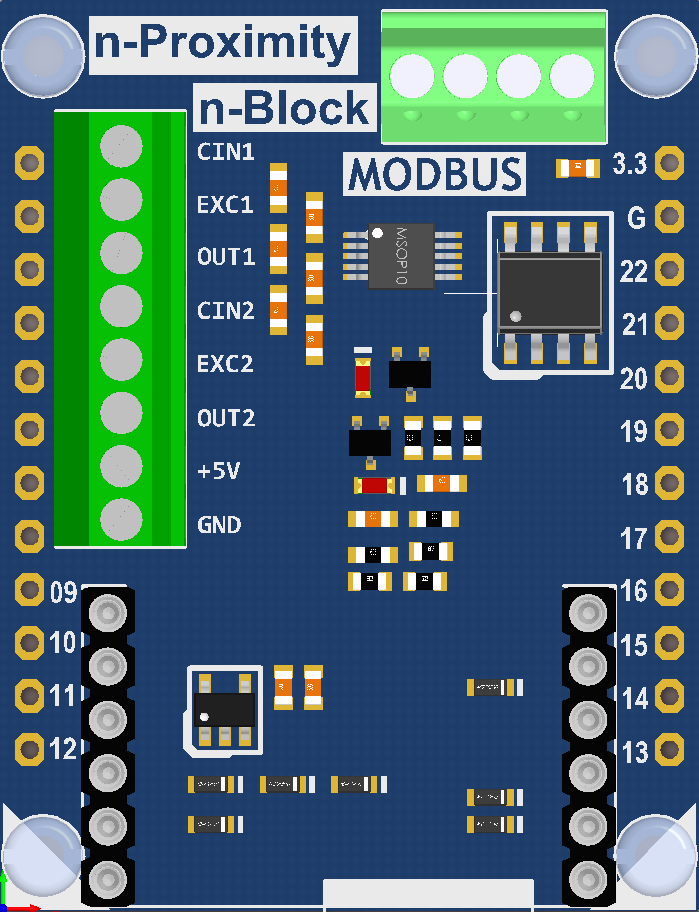 n-Proximity
n-Block
MODBUS
CIN1
EXC1
OUT1
CIN2
EXC2
OUT2
+5V
GND
MSOP10
3.3
G
22
21
20
19
18
17
16
15
14
13
09
10
11
12